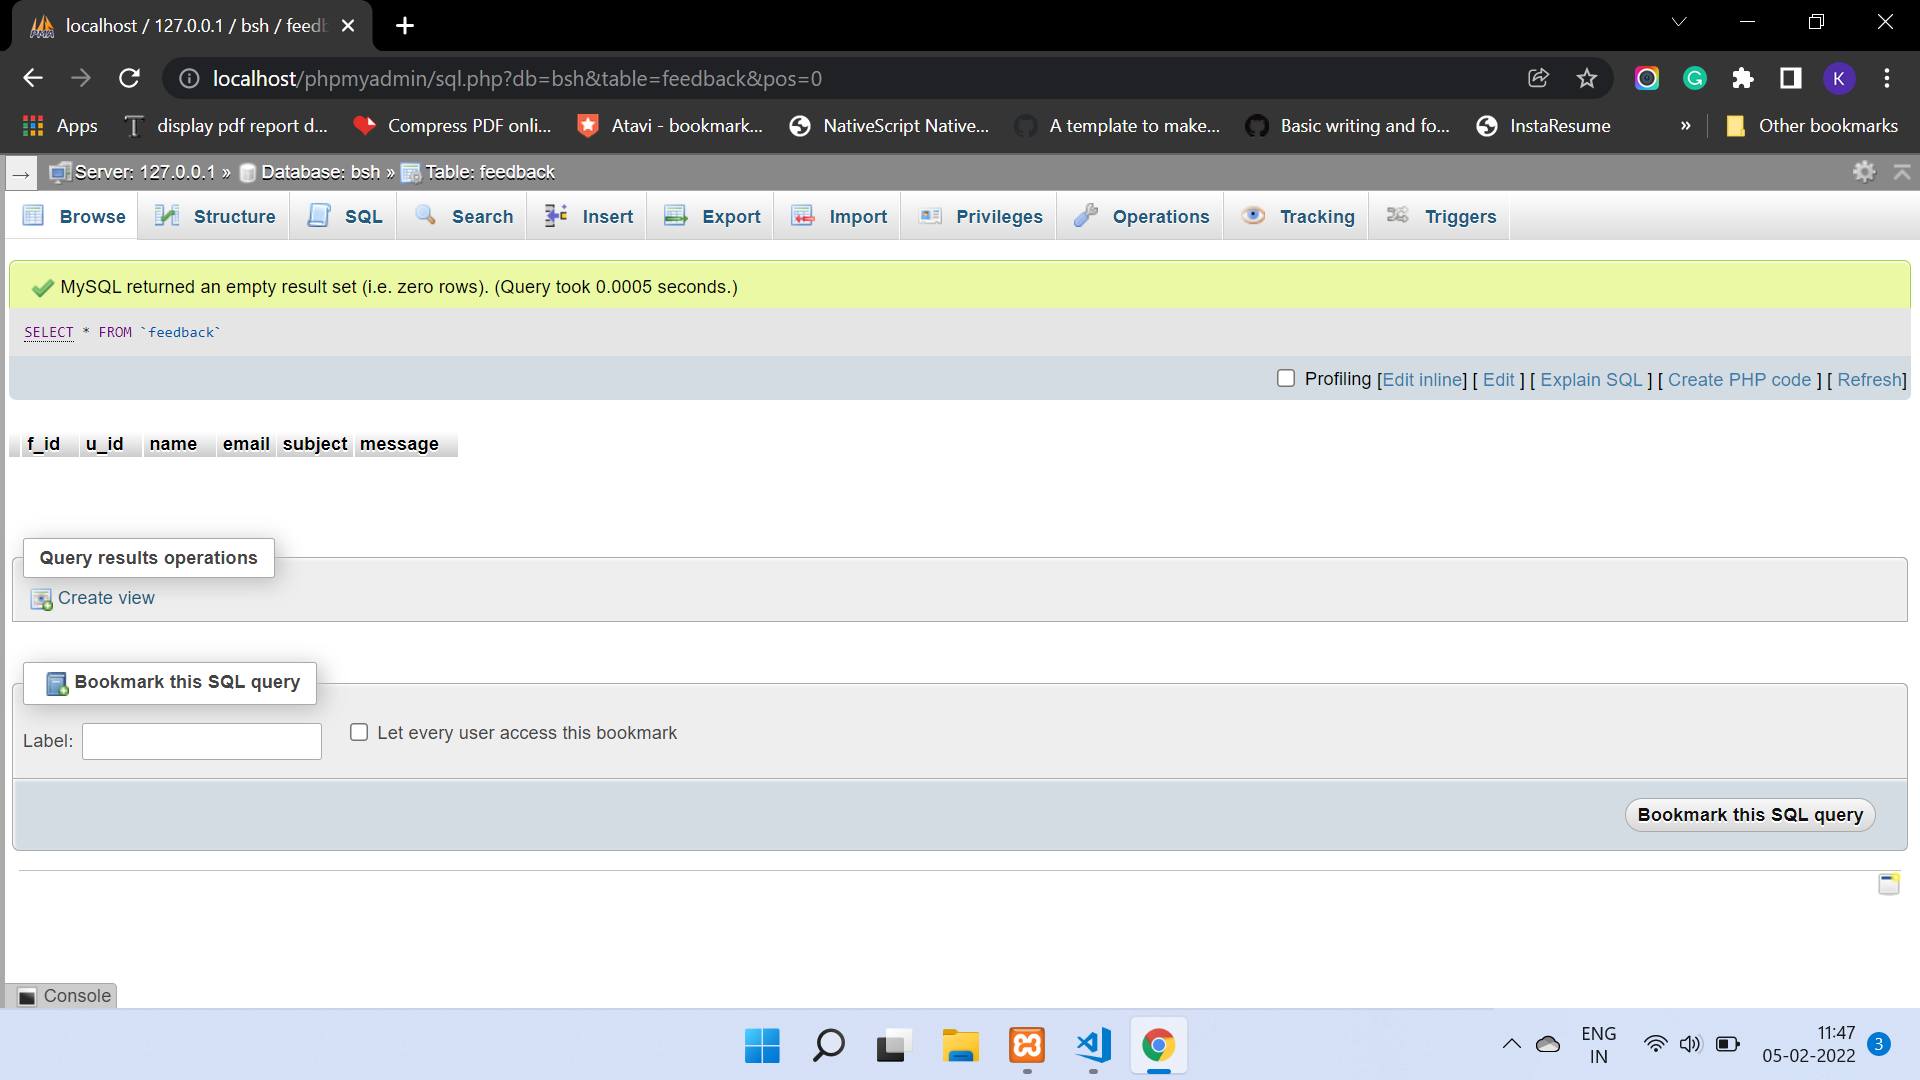 localhost / 127.0.0.1 / bsh / feedb
localhost/phpmyadmin/sql.php?db=bsh&table=feedback&pos=0
K
Apps
display pdf report d...
Compress PDF onli...
Atavi - bookmark...
NativeScript Native...
A template to make...
Basic writing and fo...
InstaResume
»
Other bookmarks
Server: 127.0.0.1 » Database: bsh » Table: feedback
Browse
Structure
SQL
Search
Insert
Export
Import
Privileges
Operations
Tracking
Triggers
MySQL returned an empty result set (i.e. zero rows). (Query took 0.0005 seconds.)
SELECT * FROM `feedback`
Profiling [Edit inline] [ Edit ] [ Explain SQL ] [ Create PHP code ] [ Refresh]
f_id u_id name email subject message
Query results operations
Create view
Bookmark this SQL query
Label:
Let every user access this bookmark
Bookmark this SQL query
Console
ENG
IN
11:47
05-02-2022
3